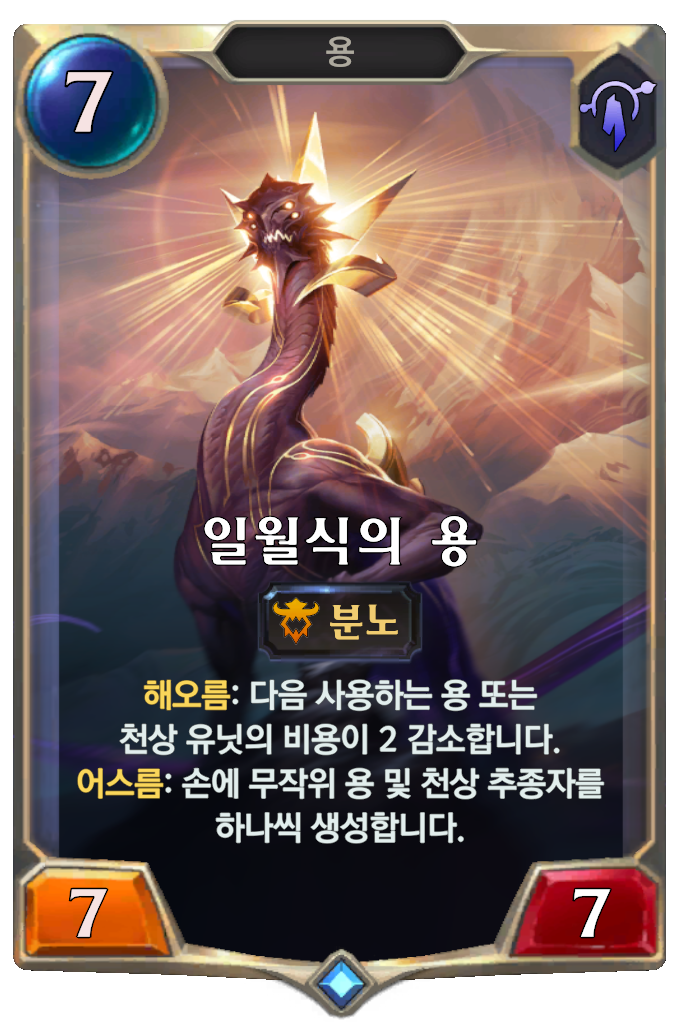 용
7
일월식의 용
분노
해오름: 다음 사용하는 용 또는
천상 유닛의 비용이 2 감소합니다.
어스름: 손에 무작위 용 및 천상 추종자를
하나씩 생성합니다.
7
7